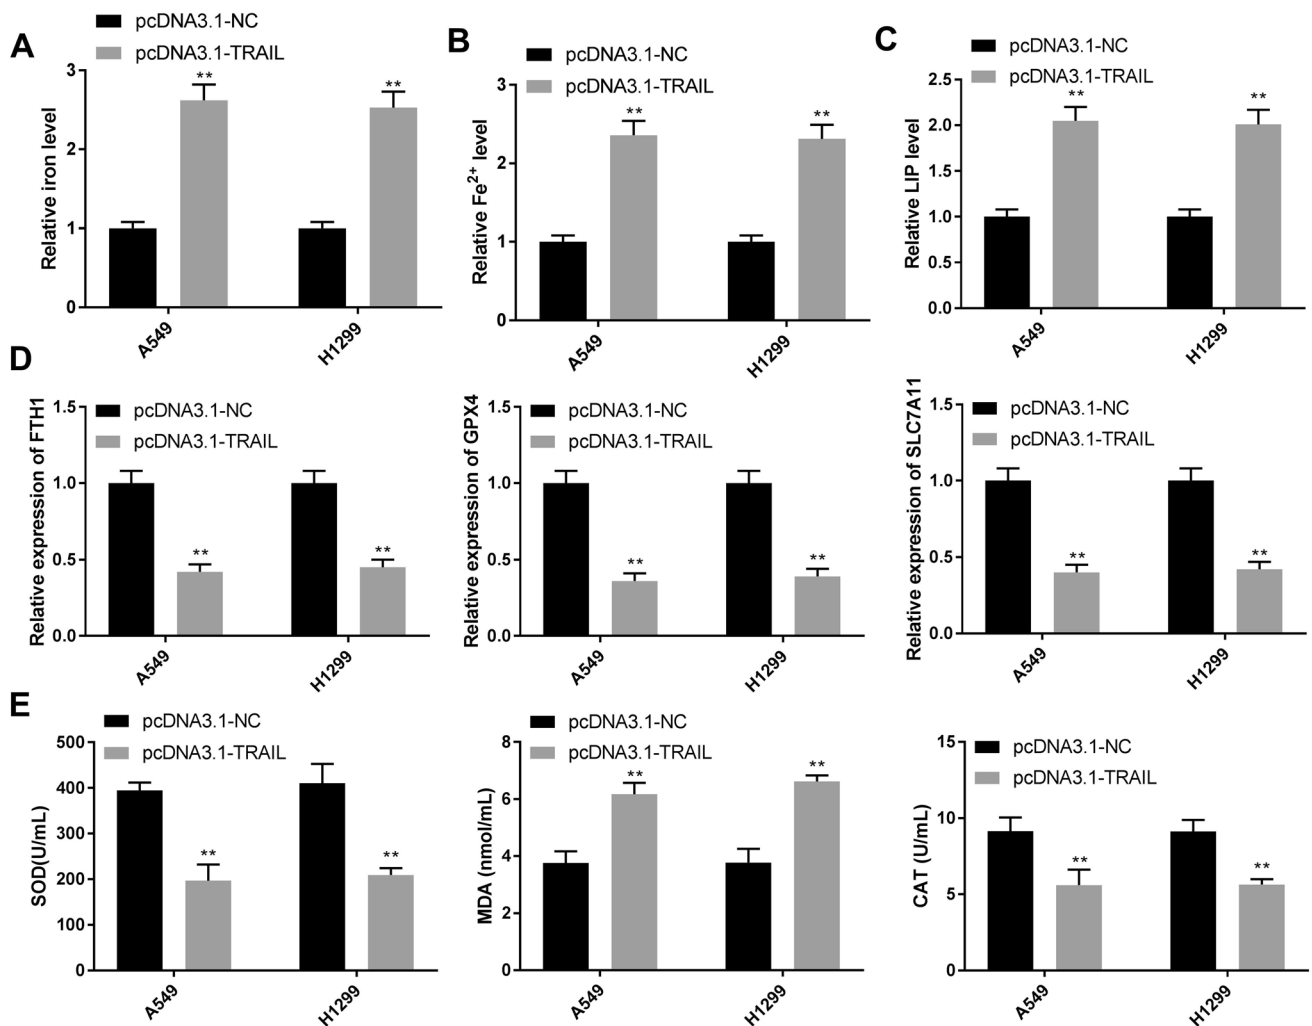 A
pcDNA3.1-NC
pcDNA3.1-TRAIL
Relative iron level
3
2
1
0
**
**
A549
H1299
B
pcDNA3.1-NC
pcDNA3.1-TRAIL
Relative Fe2+ level
3
2
1
0
**
**
A549
H1299
C
pcDNA3.1-NC
pcDNA3.1-TRAIL
Relative LIP level
2.5
2.0
1.5
1.0
0.5
0.0
**
**
A549
H1299
D
pcDNA3.1-NC
pcDNA3.1-TRAIL
Relative expression of FTH1
1.5
1.0
0.5
0.0
**
**
A549
H1299
pcDNA3.1-NC
pcDNA3.1-TRAIL
Relative expression of GPX4
1.5
1.0
0.5
0.0
**
**
A549
H1299
pcDNA3.1-NC
pcDNA3.1-TRAIL
Relative expression of SLC7A11
1.5
1.0
0.5
0.0
**
**
A549
H1299
E
pcDNA3.1-NC
pcDNA3.1-TRAIL
SOD(U/mL)
500
400
300
200
100
0
**
**
A549
H1299
pcDNA3.1-NC
pcDNA3.1-TRAIL
MDA (nmol/mL)
8
6
4
2
0
**
**
A549
H1299
pcDNA3.1-NC
pcDNA3.1-TRAIL
CAT (U/mL)
15
10
5
0
**
**
A549
H1299